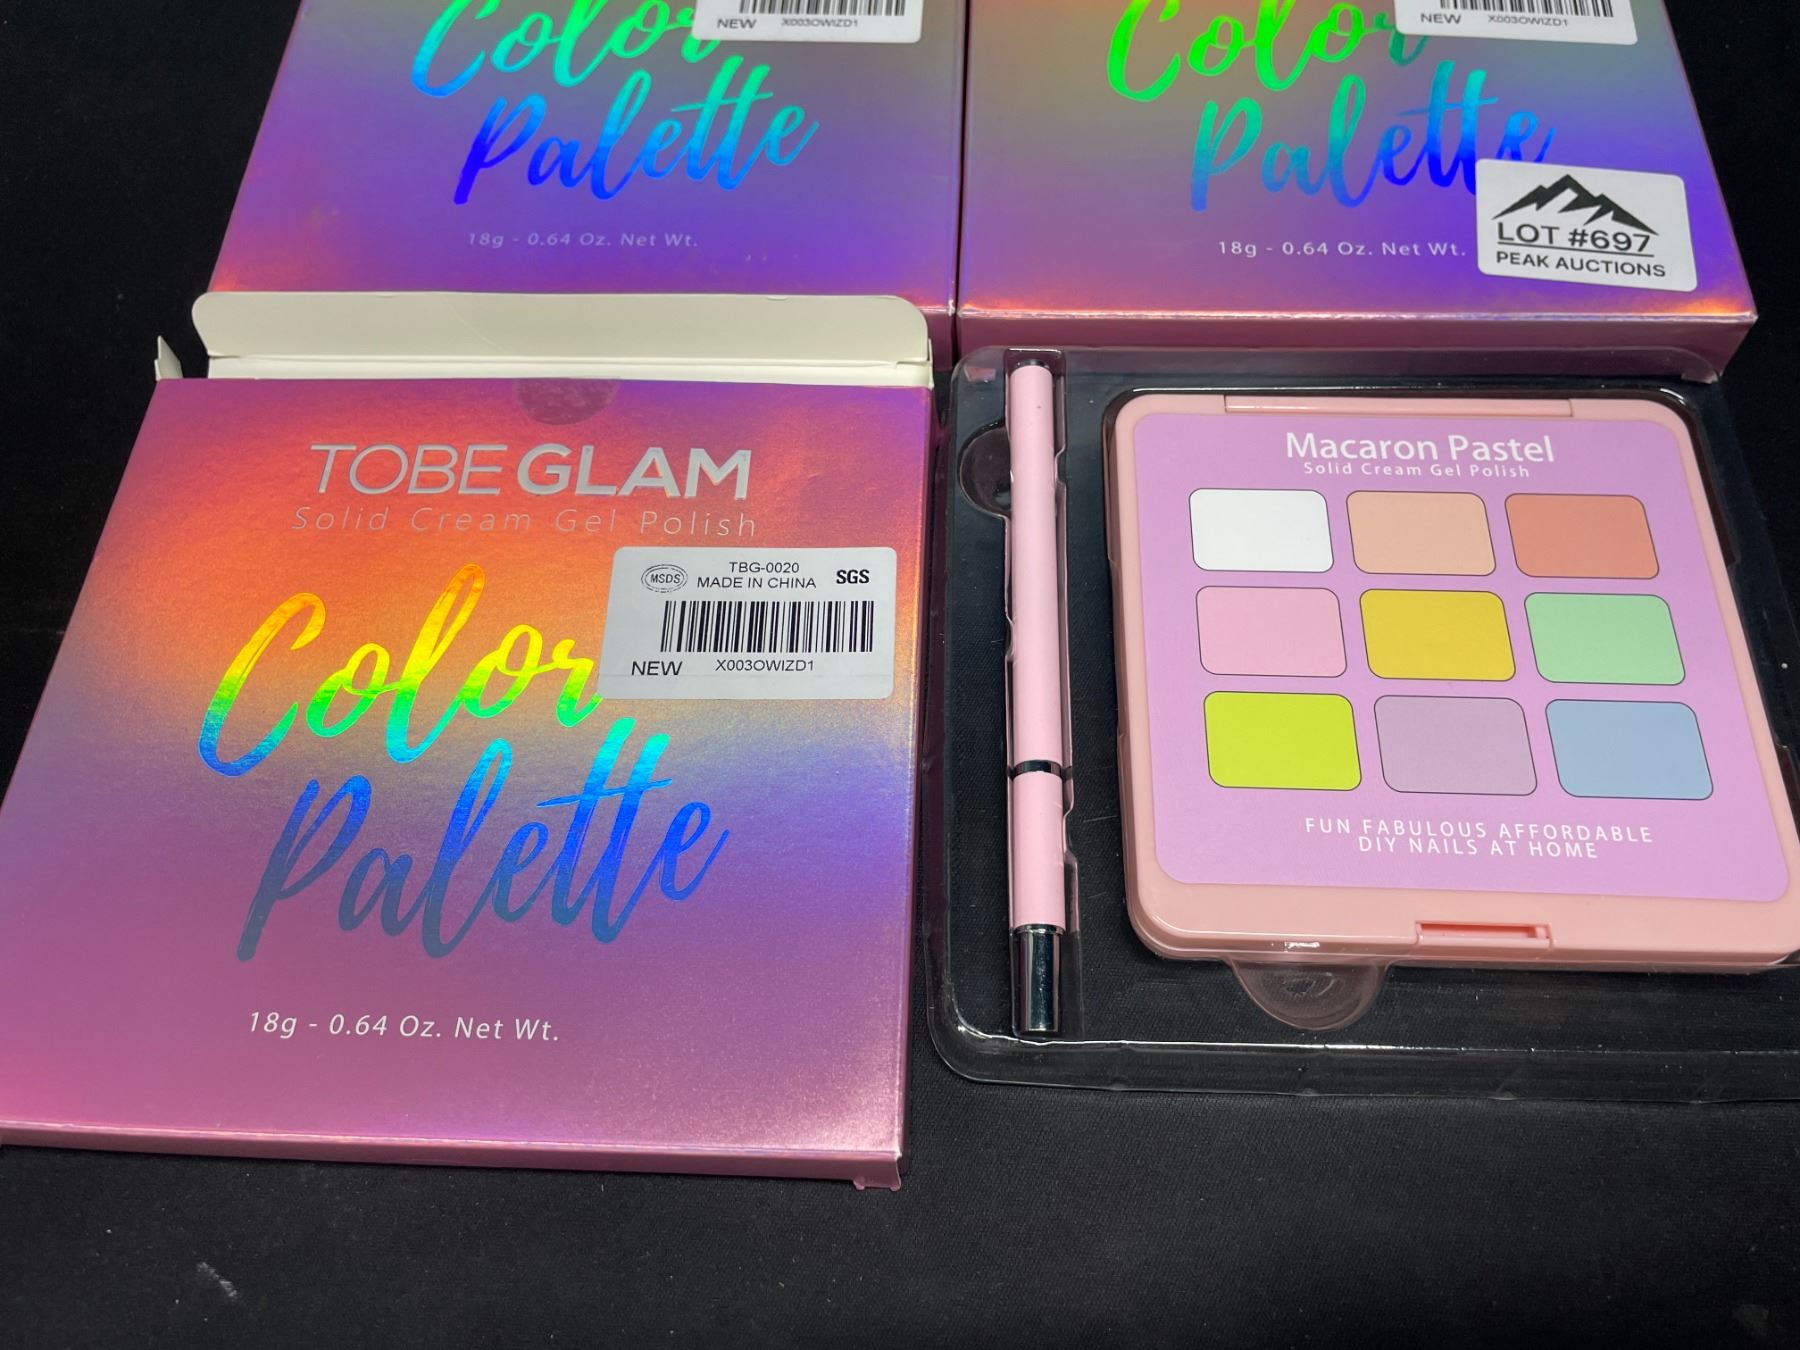 Color
Palette
18g - 0.64 Oz. Net Wt.
NEW
X003OWIZD1
Color
Palette
18g - 0.64 Oz. Net Wt.
NEW
X003OWIZD1
LOT #697
PEAK AUCTIONS
TOBE GLAM
Solid Cream Gel Polish
Color
Palette
18g - 0.64 Oz. Net Wt.
MSDS
TBG-0020
MADE IN CHINA
SGS
NEW
X003OWIZD1
Macaron Pastel
Solid Cream Gel Polish
FUN FABULOUS AFFORDABLE
DIY NAILS AT HOME